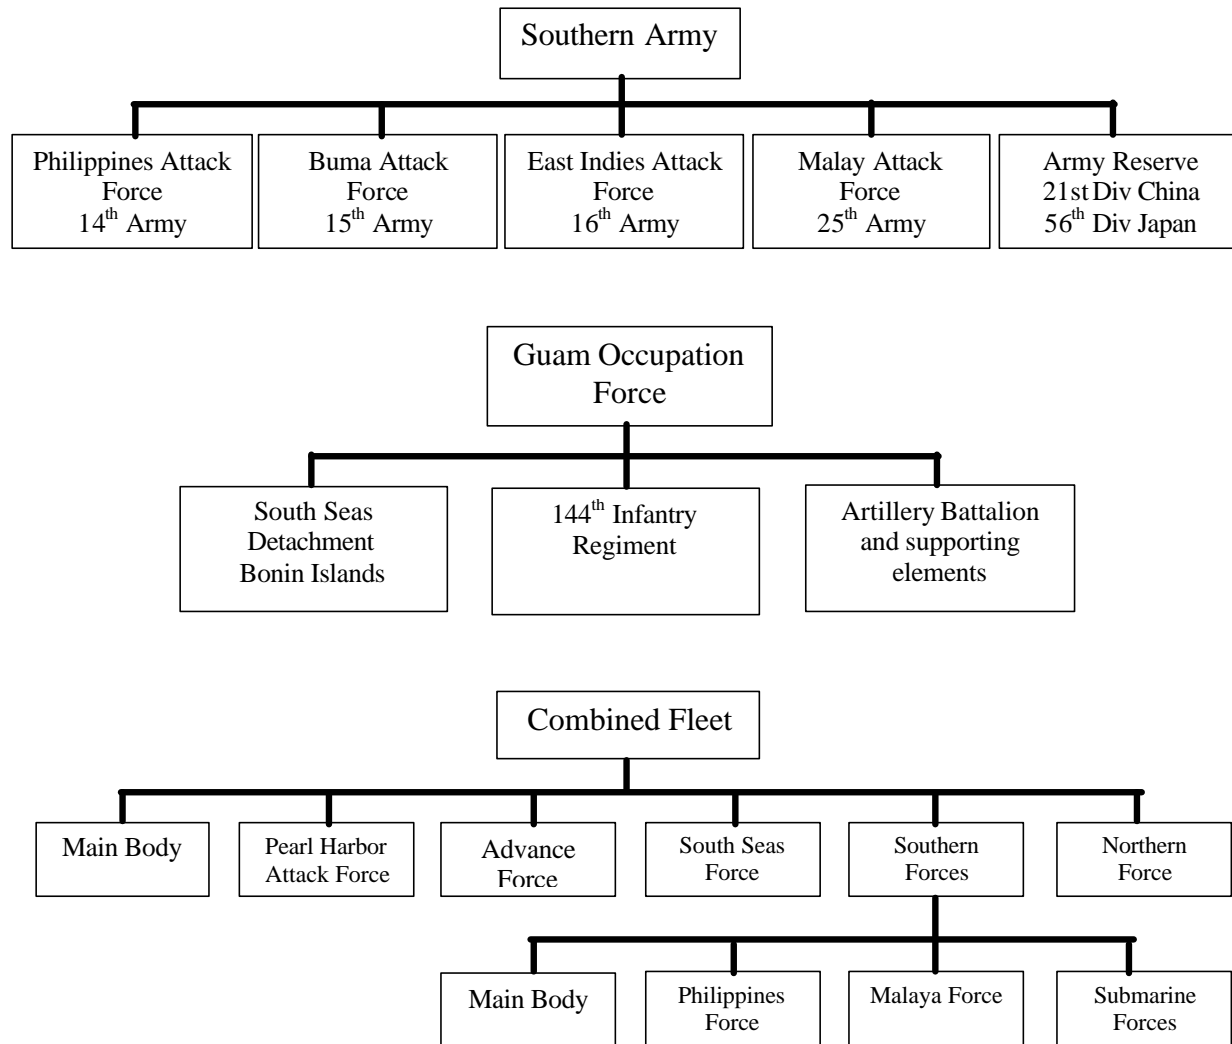 Southern Army
Philippines Attack
Force
14th Army
Buma Attack
Force
15th Army
East Indies Attack
Force
16th Army
Malay Attack
Force
25th Army
Army Reserve
21st Div China
56th Div Japan
Guam Occupation
Force
South Seas
Detachment
Bonin Islands
144th Infantry
Regiment
Artillery Battalion
and supporting
elements
Combined Fleet
Main Body
Pearl Harbor
Attack Force
Advance
Force
South Seas
Force
Southern
Forces
Northern
Force
Main Body
Philippines
Force
Malaya Force
Submarine
Forces